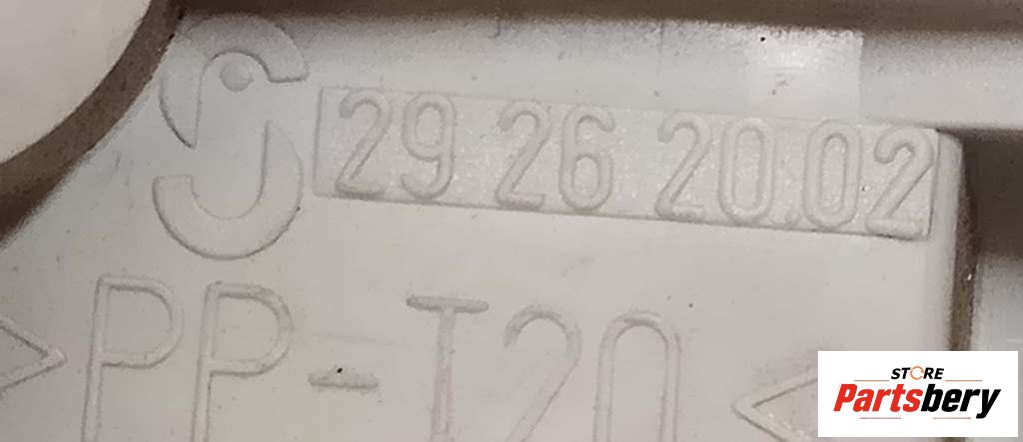 29 26 20.02
>PP-T20<
STORE
Partsbery